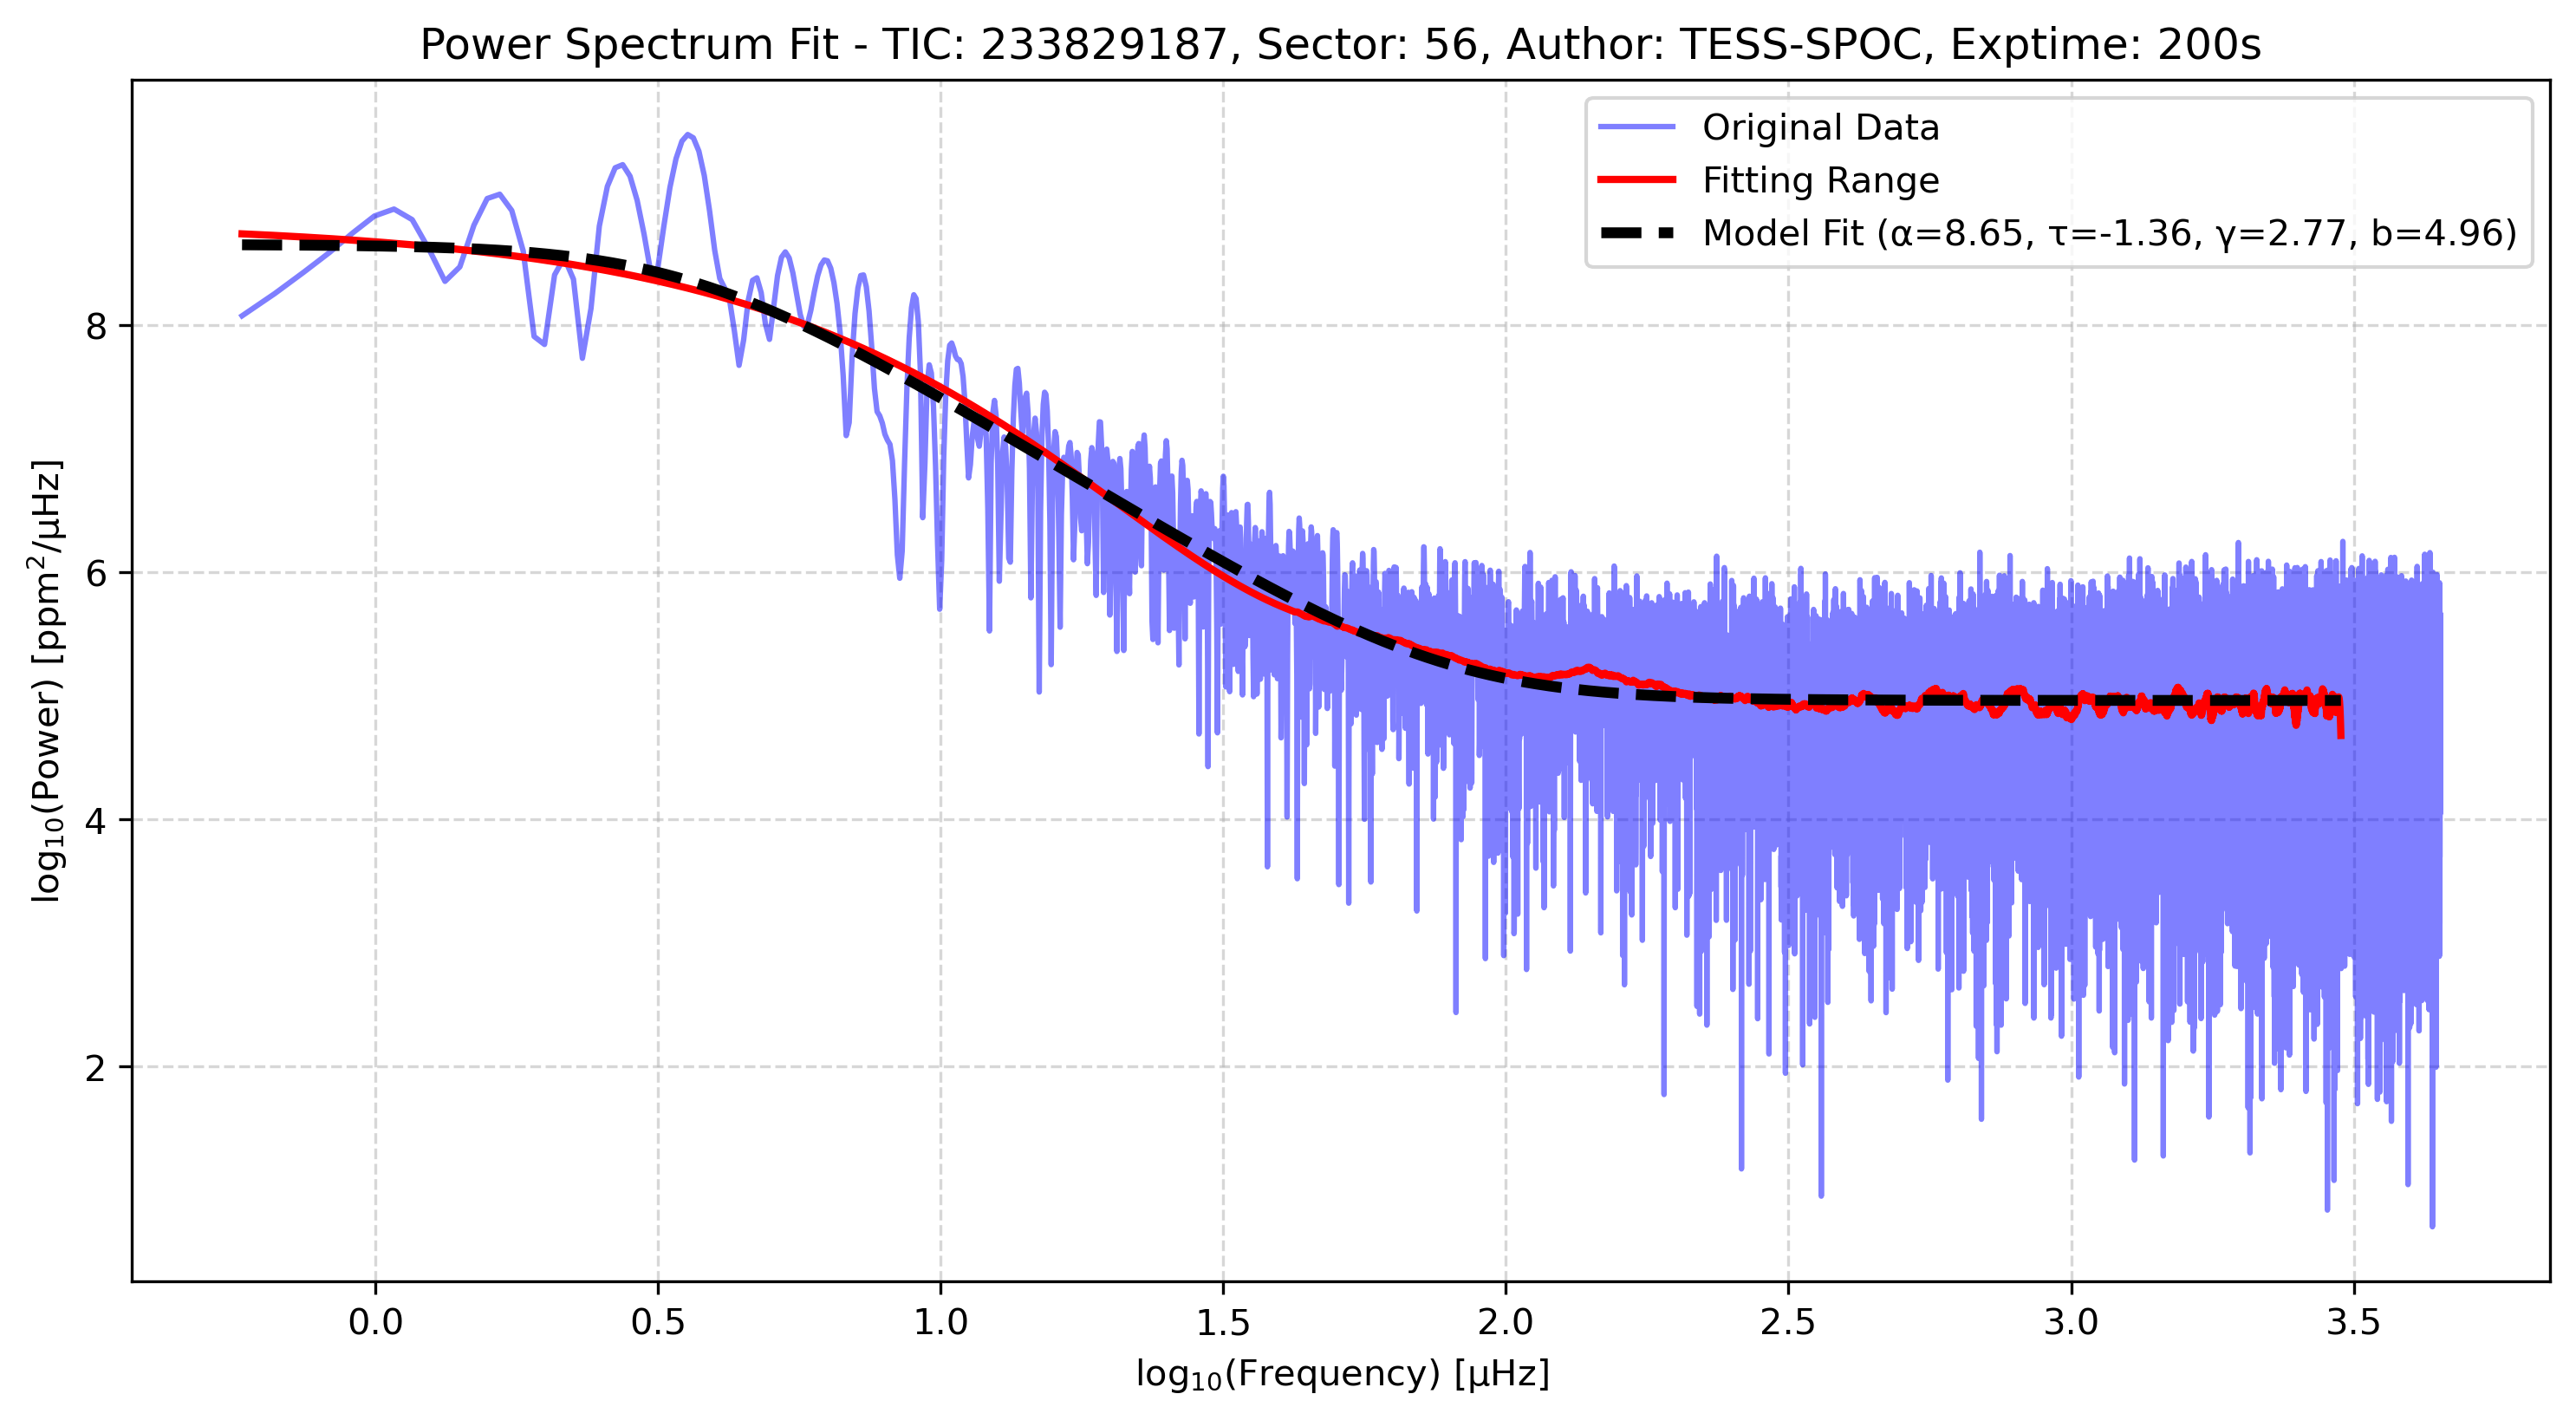 Power Spectrum Fit - TIC: 233829187, Sector: 56, Author: TESS-SPOC, Exptime: 200s
Original Data
Fitting Range
Model Fit (α=8.65, τ=-1.36, γ=2.77, b=4.96)
log₁₀(Power) [ppm²/μHz]
8
6
4
2
0.0 0.5 1.0 1.5 2.0 2.5 3.0 3.5
log₁₀(Frequency) [μHz]